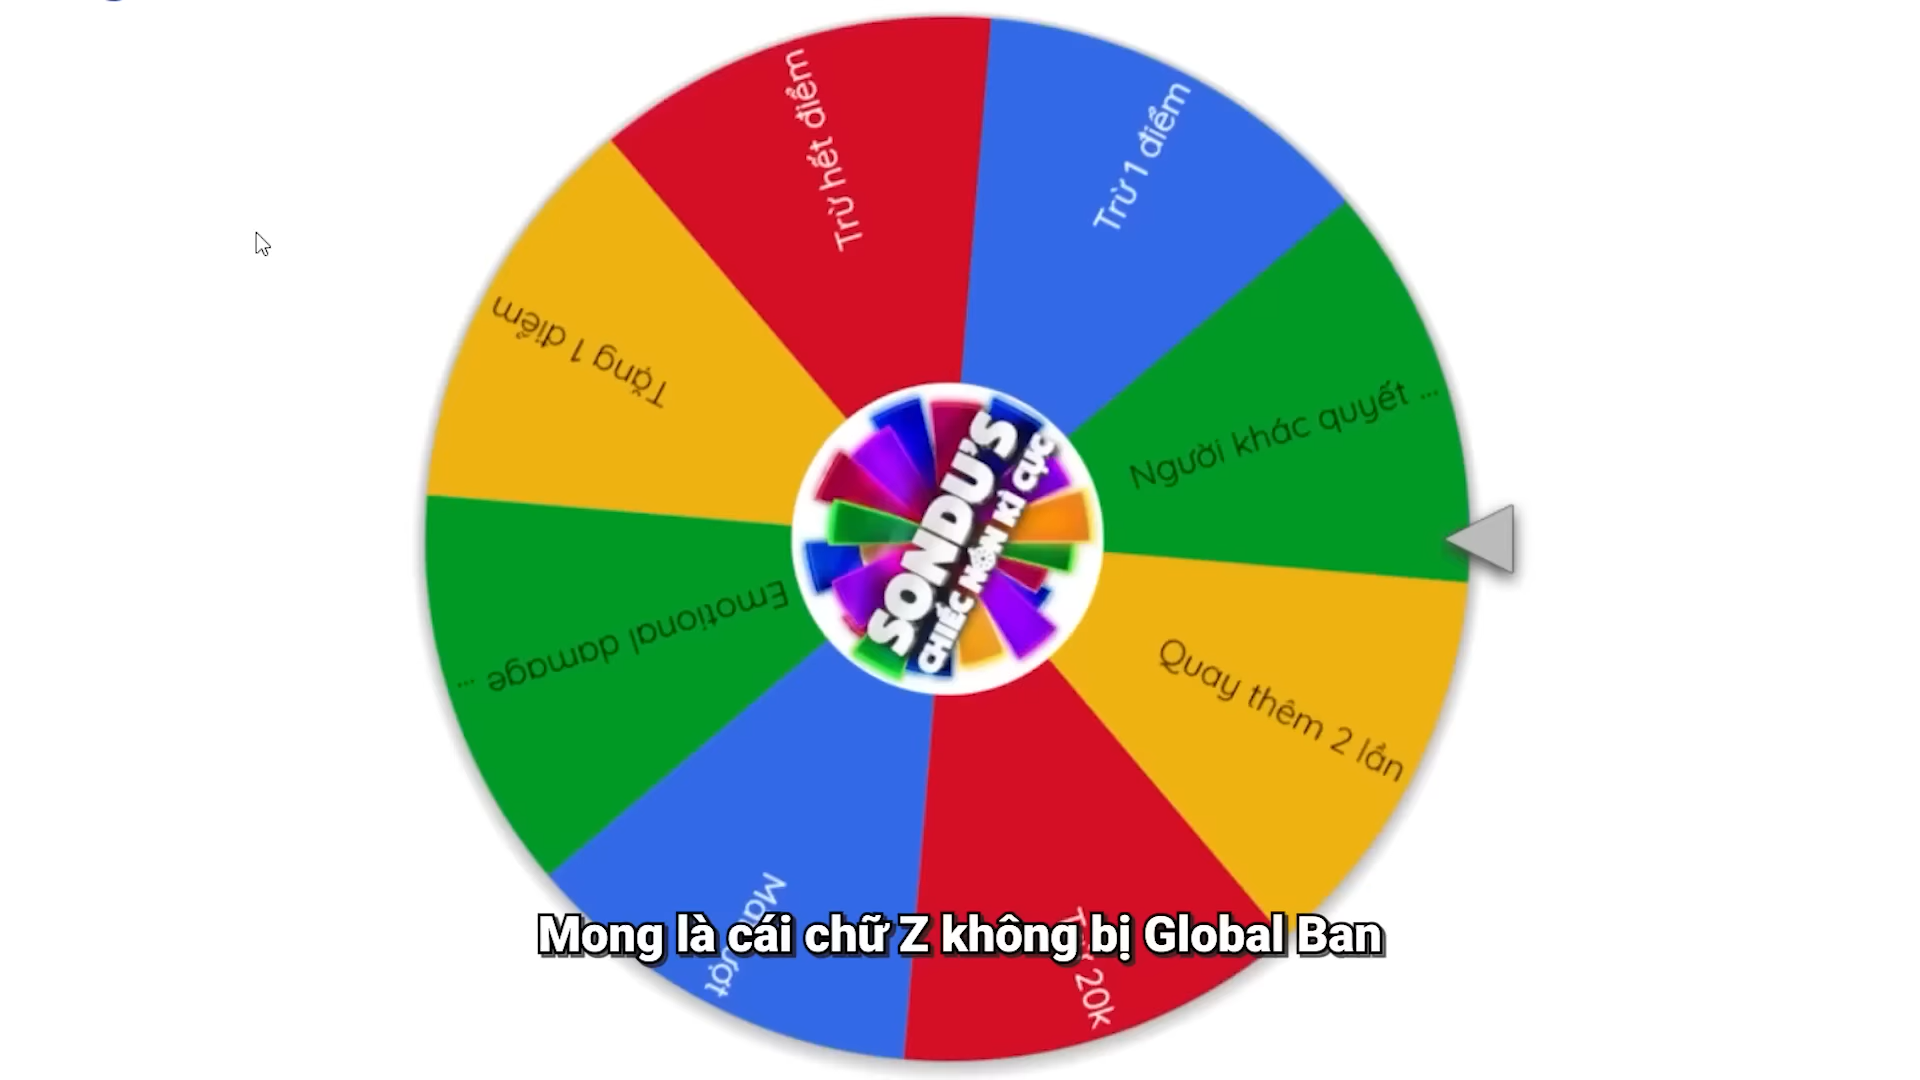 Trừ hết điểm
Trừ 1 điểm
Tặng 1 điểm
Người khác quyết ...
SONDU'S
CHIẾC NÓN KÌ CỤC
Emotional damage ...
Quay thêm 2 lần
Mong là cái chữ Z không bị Global Ban
20k